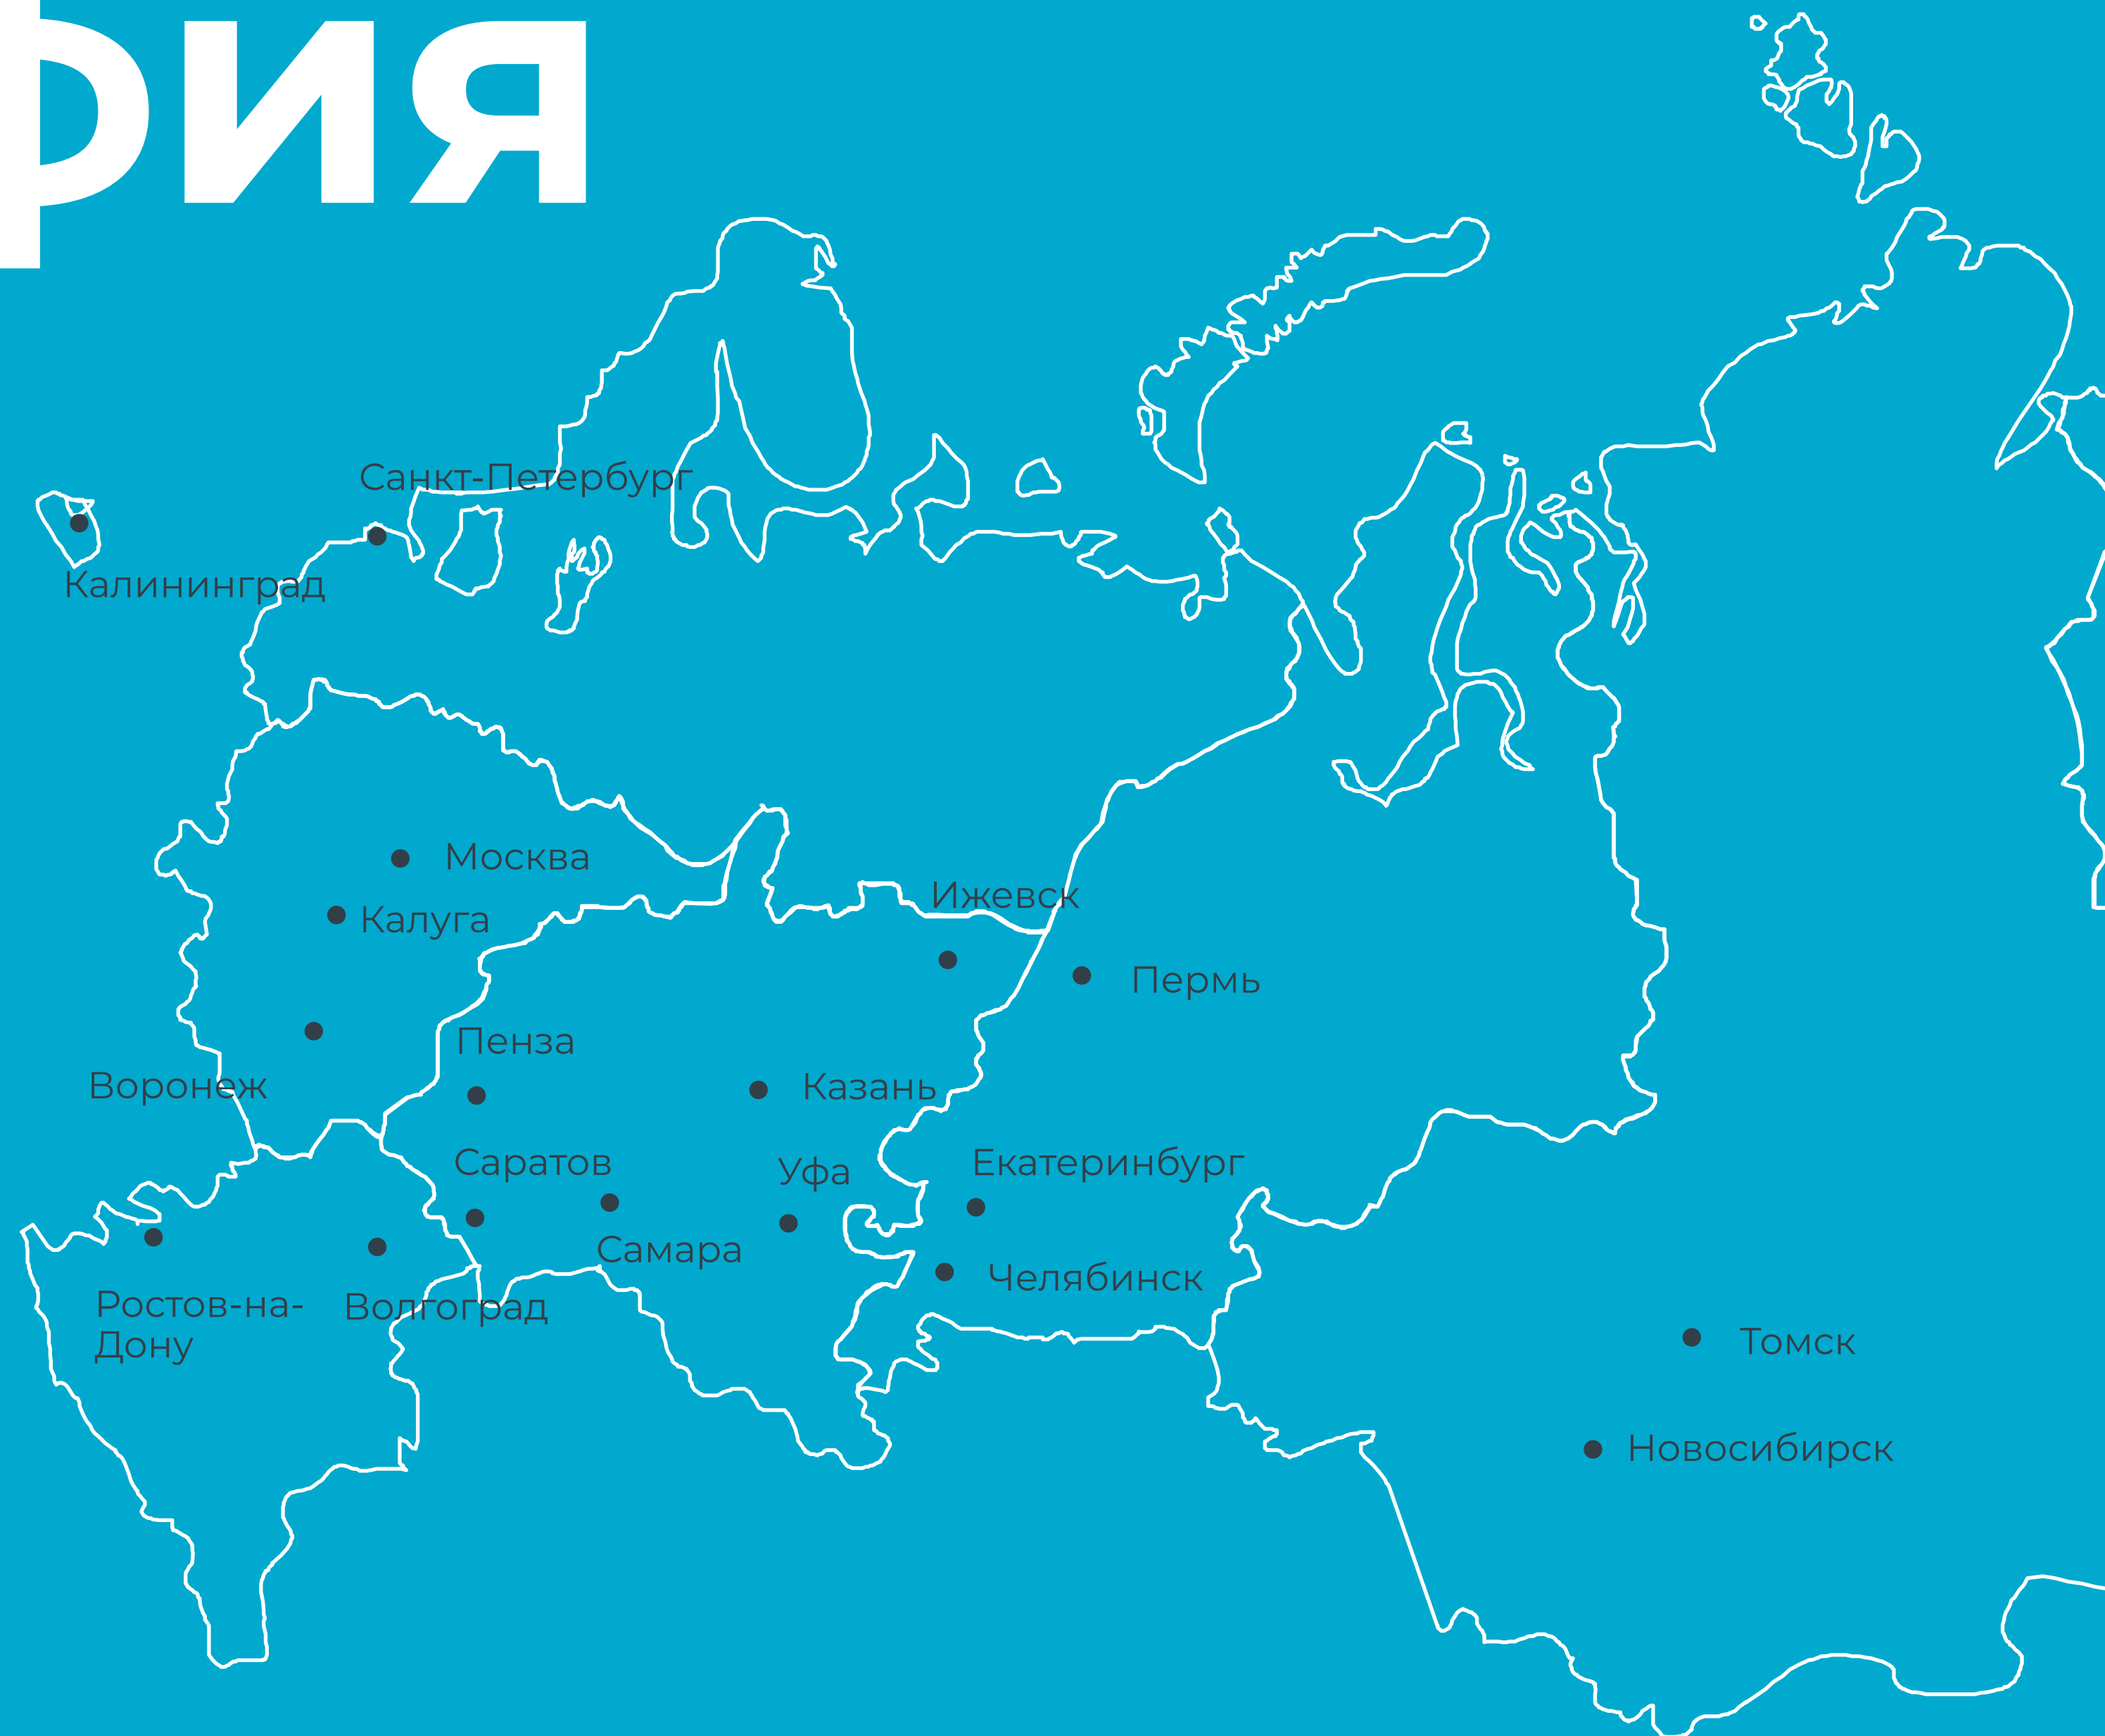 ФИЯ
Санкт-Петербург
Калининград
Москва
Ижевск
Калуга
Пермь
Пенза
Воронеж
Казань
Саратов
Уфа
Екатеринбург
Самара
Челябинск
Ростов-на-
Дону
Волгоград
Томск
Новосибирск